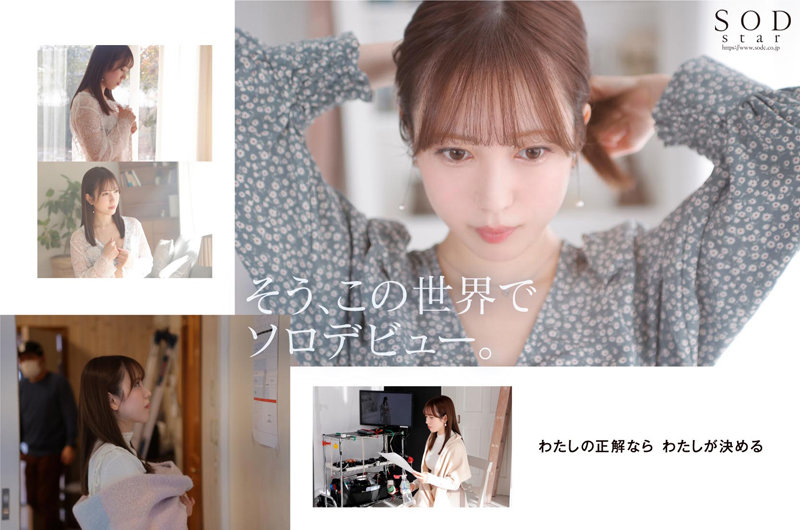 SOD
star
https://www.sodc.co.jp
そう、この世界で
ソロデビュー。
わたしの正解なら わたしが決める